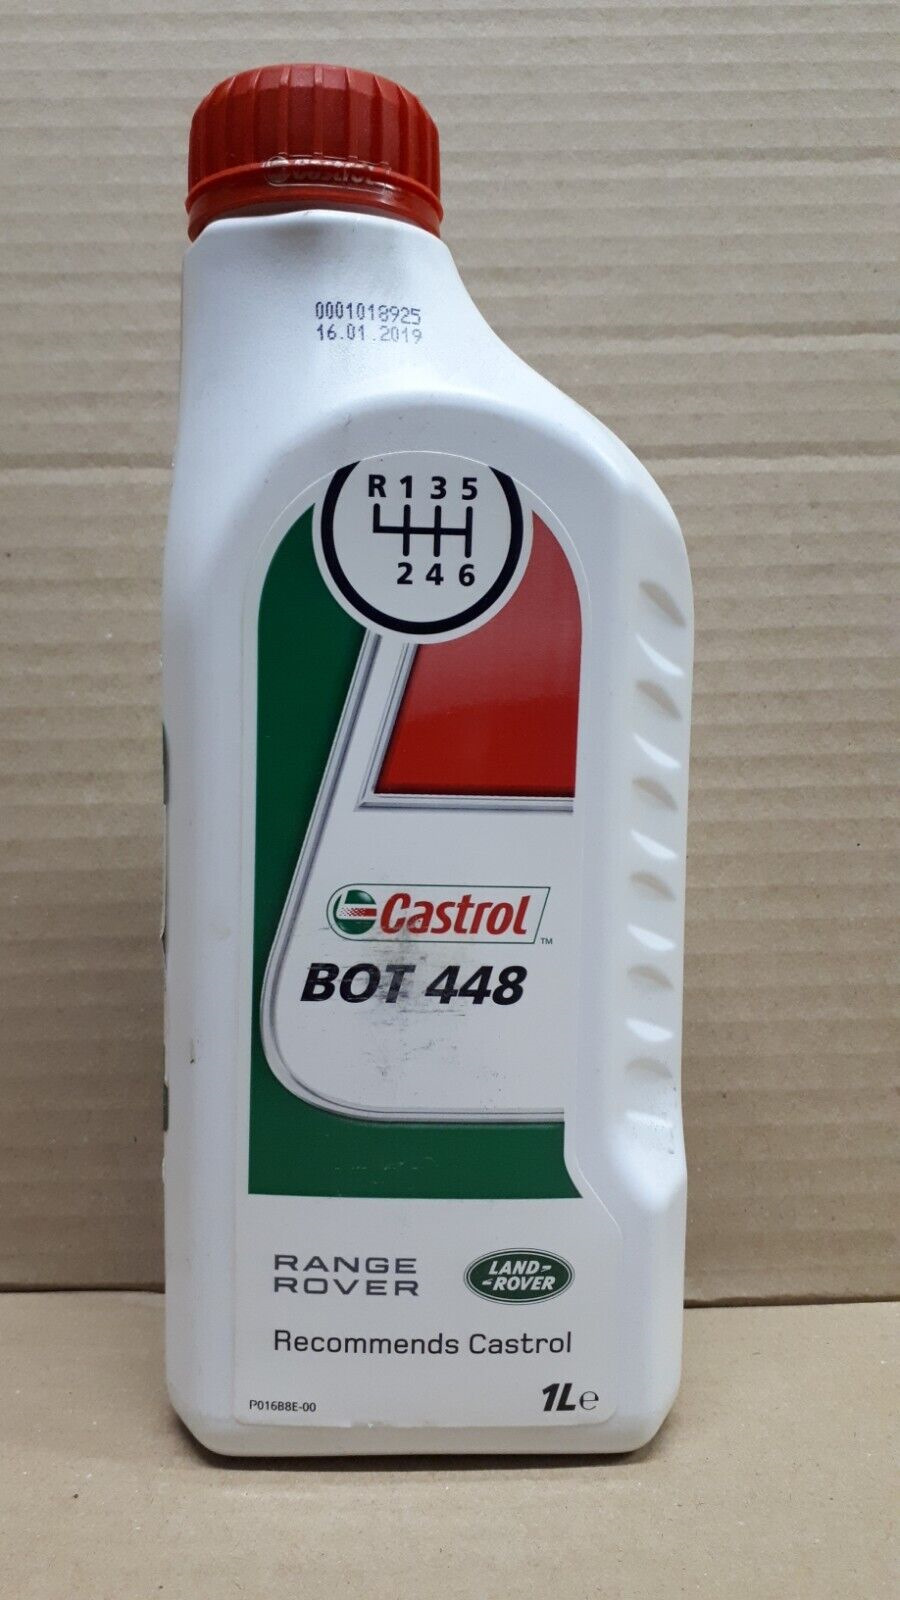 Castrol
0001018925
16.01.2019
R 1 3 5
2 4 6
Castrol™
BOT 448
RANGE ROVER
LAND-
-ROVER
Recommends Castrol
P016B8E-00
1L℮